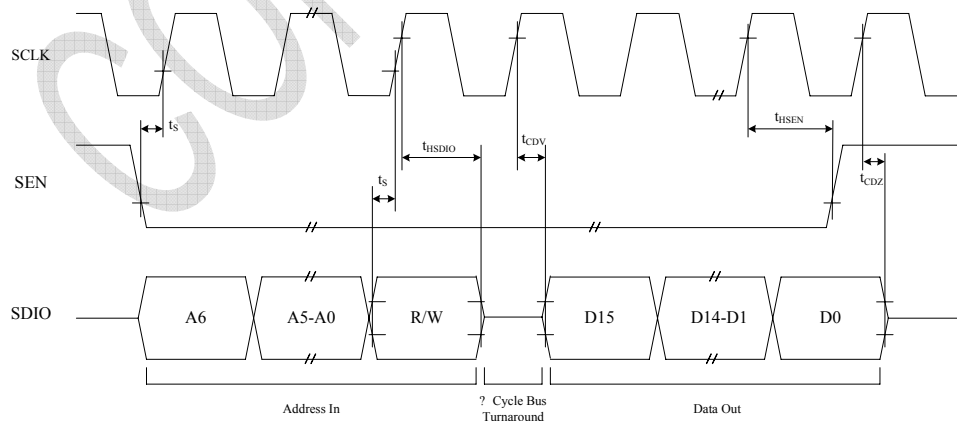 SCLK
tS
tHSEN
tHSDIO
tCDV
SEN
tS
tCDZ
SDIO
A6
A5-A0
R/W
D15
D14-D1
D0
Address In
? Cycle Bus
Turnaround
Data Out